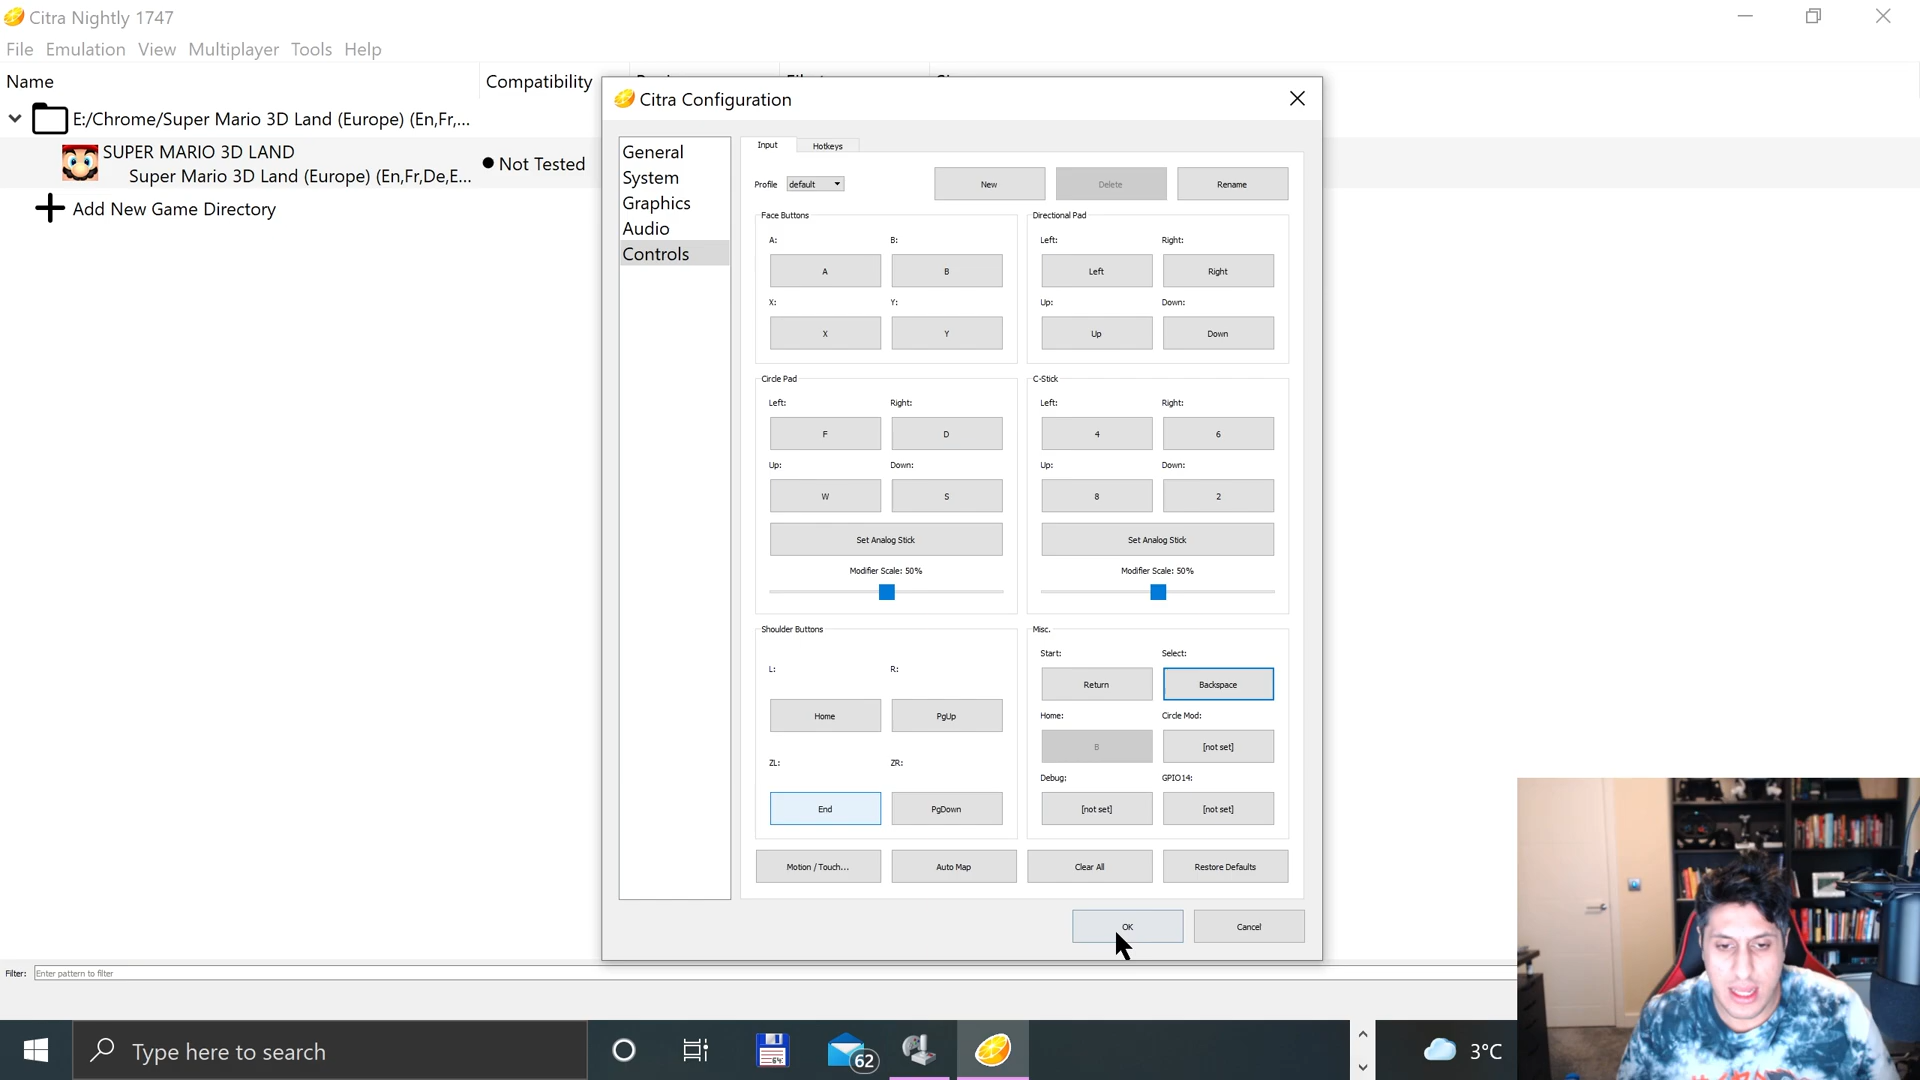 Citra Nightly 1747
File Emulation View Multiplayer Tools Help
Name Compatibility
E:/Chrome/Super Mario 3D Land (Europe) (En,Fr,...
SUPER MARIO 3D LAND
Super Mario 3D Land (Europe) (En,Fr,De,E...
Not Tested
Add New Game Directory
Citra Configuration
General
System
Graphics
Audio
Controls
Input Hotkeys
Profile default New Delete Rename
Face Buttons
A: B:
A B
X: Y:
X Y
Directional Pad
Left: Right:
Left Right
Up: Down:
Up Down
Circle Pad
Left: Right:
F D
Up: Down:
W S
Set Analog Stick
Modifier Scale: 50%
C-Stick
Left: Right:
4 6
Up: Down:
8 2
Set Analog Stick
Modifier Scale: 50%
Shoulder Buttons
L: R:
Home PgUp
ZL: ZR:
End PgDown
Misc.
Start: Select:
Return Backspace
Home: Circle Mod:
B [not set]
Debug: GPIO14:
[not set] [not set]
Motion / Touch... Auto Map Clear All Restore Defaults
OK Cancel
Filter: Enter pattern to filter
Type here to search
64
62
3°C